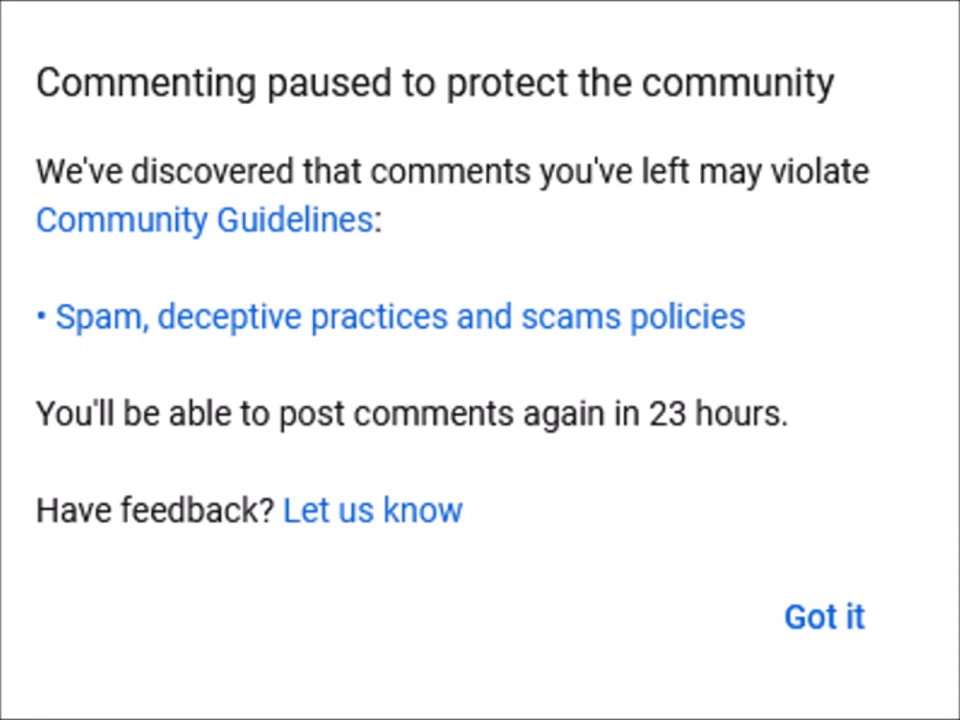 Commenting paused to protect the community
We've discovered that comments you've left may violate
Community Guidelines:
• Spam, deceptive practices and scams policies
You'll be able to post comments again in 23 hours.
Have feedback? Let us know
Got it